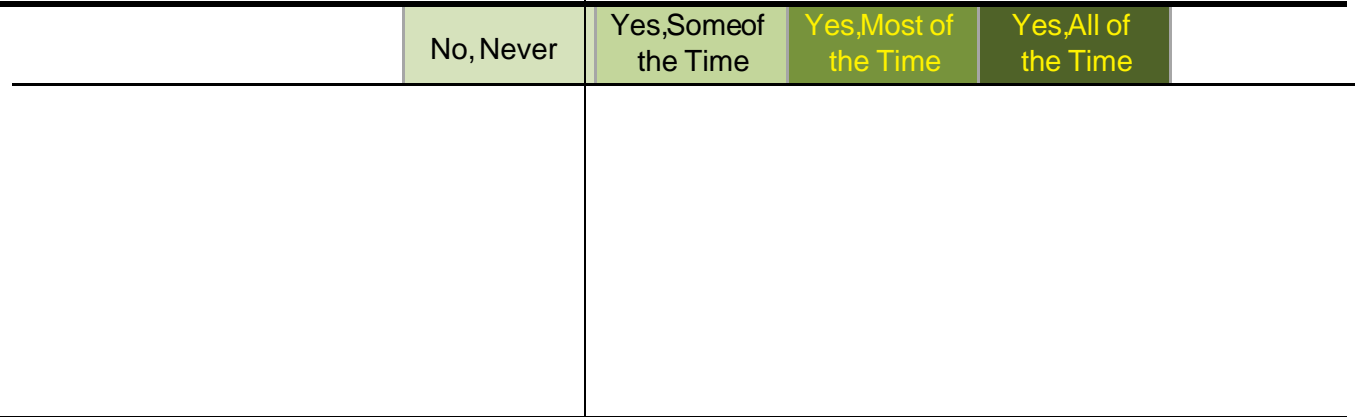 No, Never
Yes,Someof
the Time
Yes,Most of
the Time
Yes,All of
the Time